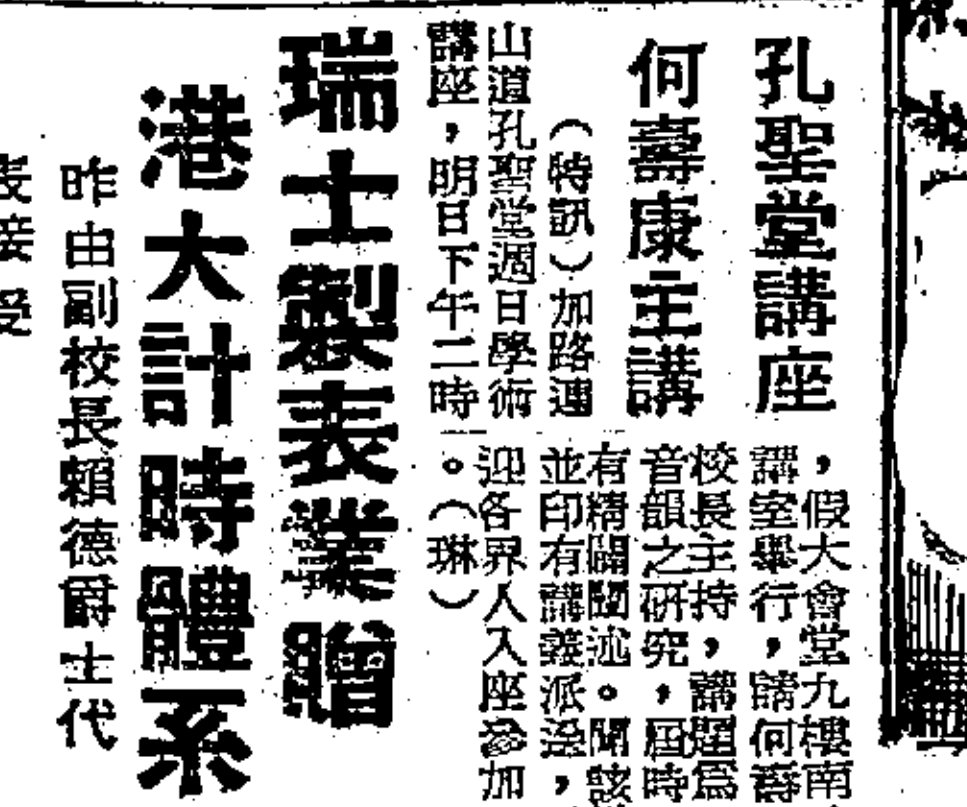 孔聖堂講座
何壽康主講
（特訊）加路連
山道孔聖堂週日學術
講座，明日下午二時
，假大會堂九樓南
講室舉行，請何壽
校長主持，講題為
音韻之研究，屆時
有精闢闡述。聞該
並印有講義派送，
迎各界人入座參加
。（琳）
瑞士製表業贈
港大計時體系
昨由副校長賴德爵士代
表接受